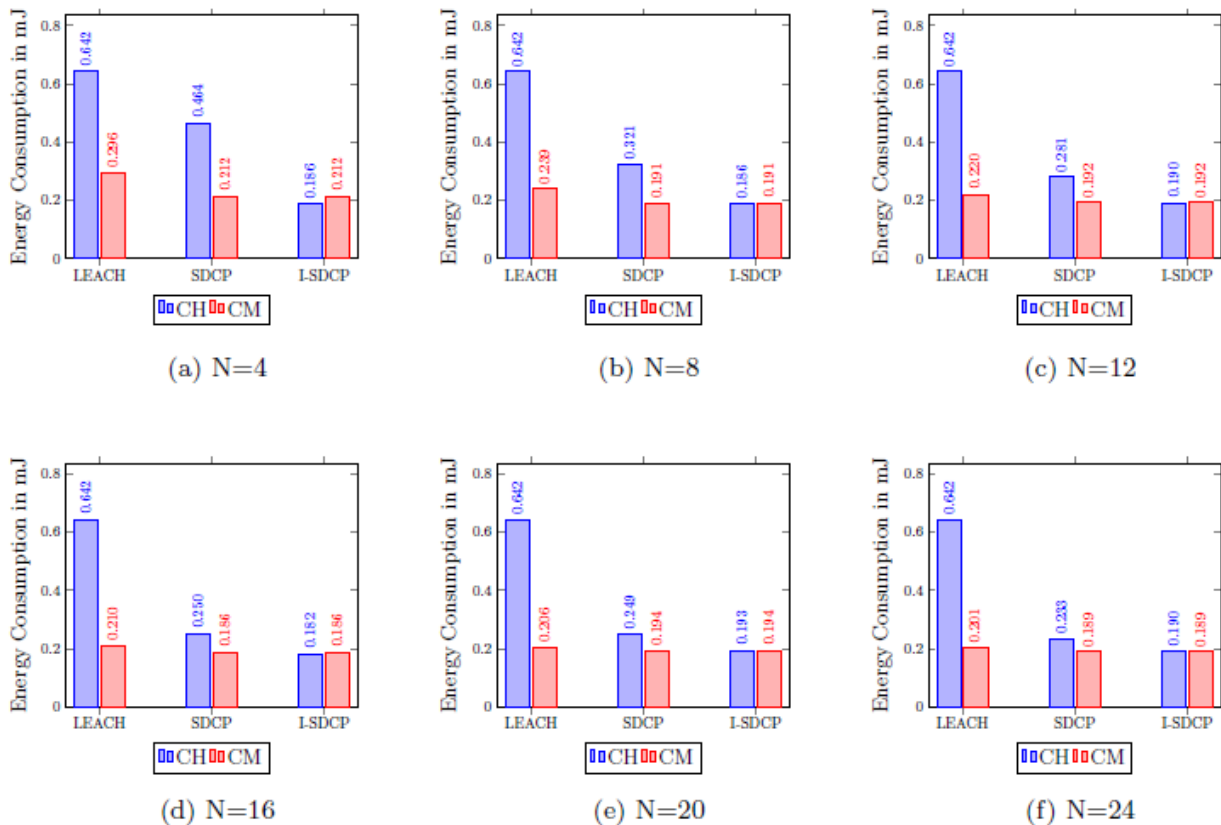 Energy Consumption in mJ
0.8
0.6
0.4
0.2
0
0.642
0.296
0.464
0.212
0.186
0.212
LEACH SDCP I-SDCP
CH CM
(a) N=4
Energy Consumption in mJ
0.8
0.6
0.4
0.2
0
0.642
0.239
0.321
0.191
0.186
0.191
LEACH SDCP I-SDCP
CH CM
(b) N=8
Energy Consumption in mJ
0.8
0.6
0.4
0.2
0
0.642
0.220
0.281
0.192
0.190
0.192
LEACH SDCP I-SDCP
CH CM
(c) N=12
Energy Consumption in mJ
0.8
0.6
0.4
0.2
0
0.642
0.210
0.250
0.186
0.182
0.186
LEACH SDCP I-SDCP
CH CM
(d) N=16
Energy Consumption in mJ
0.8
0.6
0.4
0.2
0
0.642
0.206
0.249
0.194
0.193
0.194
LEACH SDCP I-SDCP
CH CM
(e) N=20
Energy Consumption in mJ
0.8
0.6
0.4
0.2
0
0.642
0.201
0.233
0.189
0.190
0.189
LEACH SDCP I-SDCP
CH CM
(f) N=24